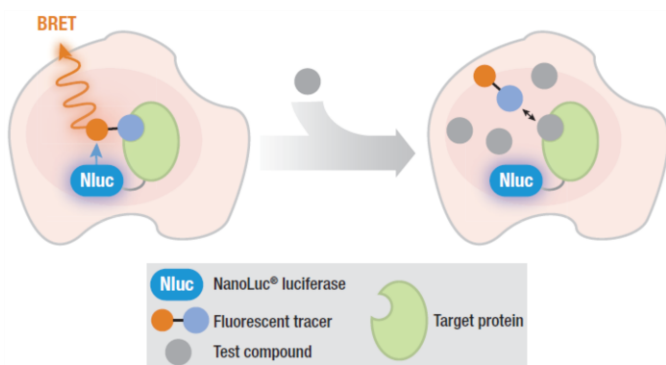 BRET
Nluc
Nluc
Nluc NanoLuc® luciferase
Fluorescent tracer
Target protein
Test compound